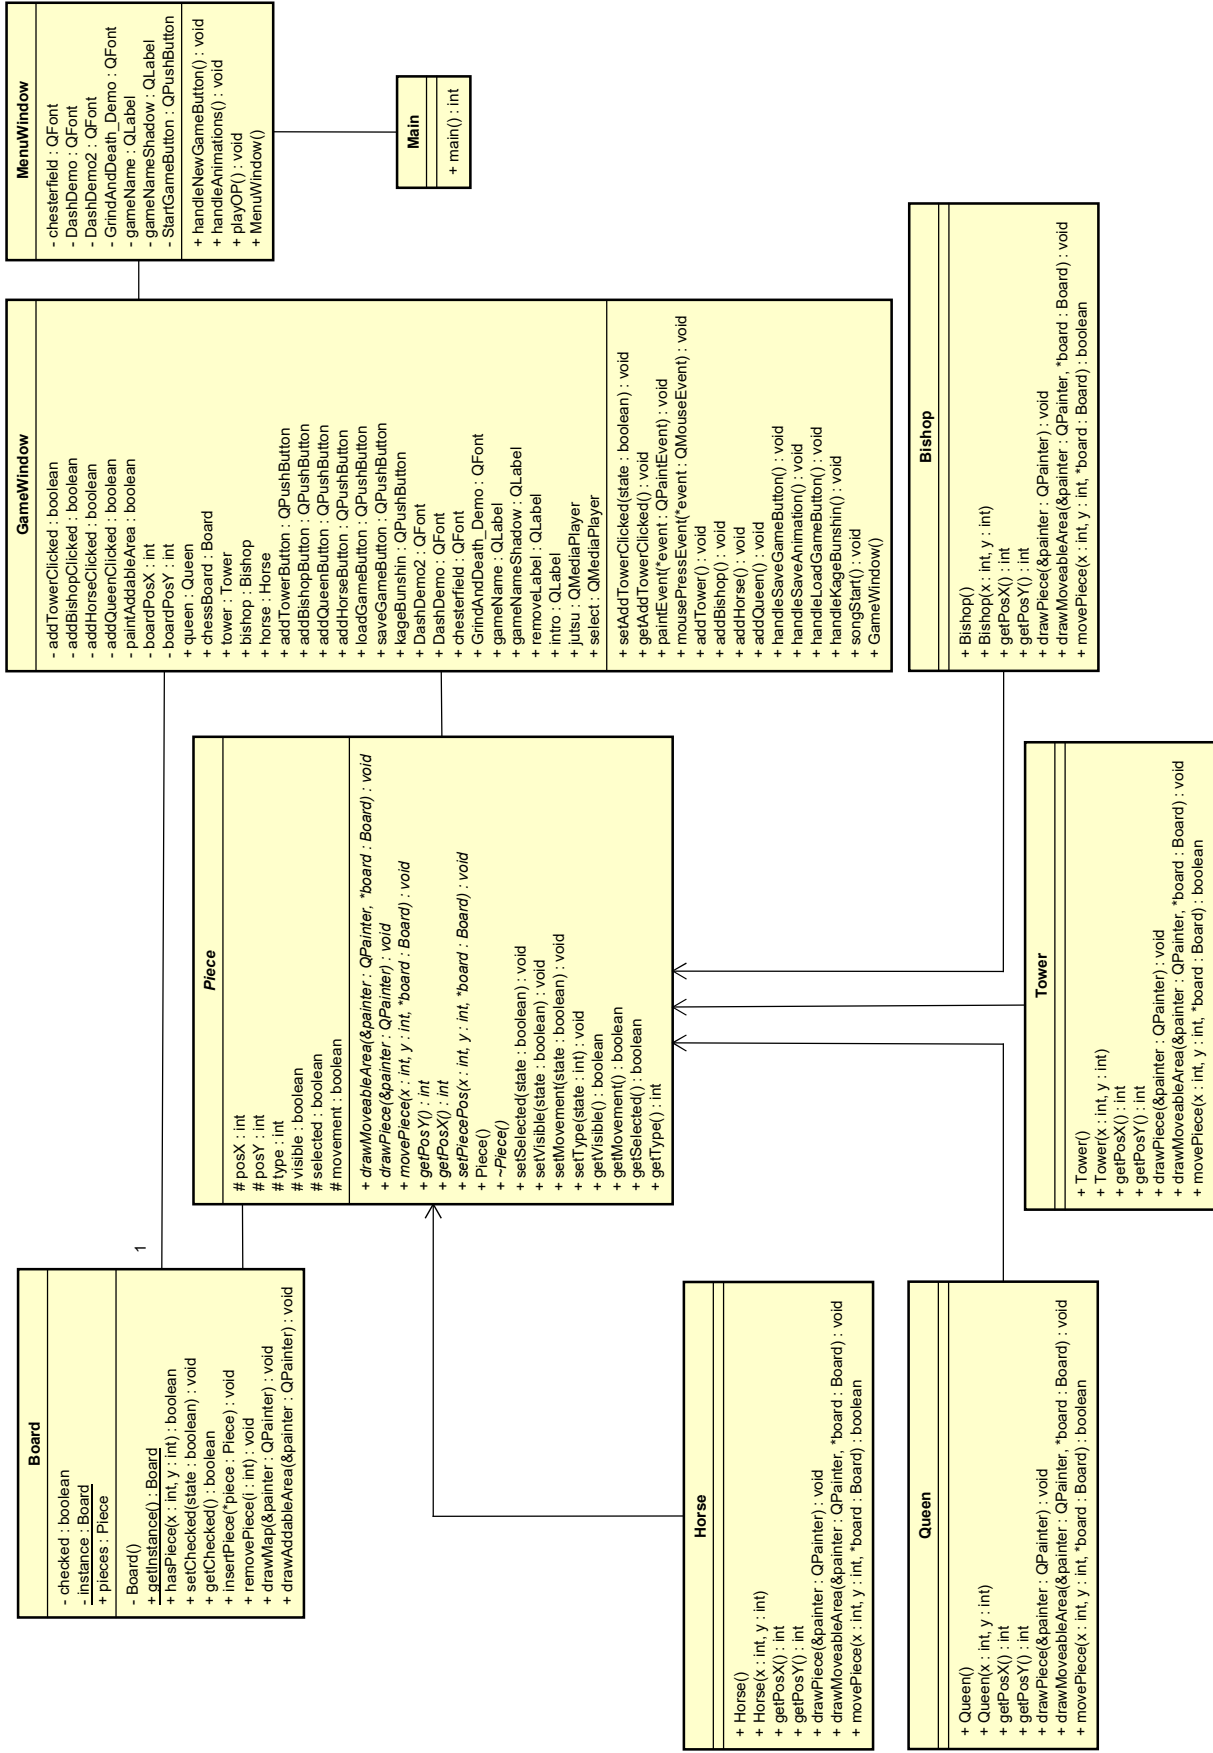 MenuWindow
- chesterfield : QFont
- DashDemo : QFont
- DashDemo2 : QFont
- GrindAndDeath_Demo : QFont
- gameName : QLabel
- gameNameShadow : QLabel
- StartGameButton : QPushButton
+ handleNewGameButton() : void
+ handleAnimations() : void
+ playOP() : void
+ MenuWindow()
Main
+ main() : int
GameWindow
- addTowerClicked : boolean
- addBishopClicked : boolean
- addHorseClicked : boolean
- addQueenClicked : boolean
- paintAddableArea : boolean
- boardPosX : int
- boardPosY : int
+ queen : Queen
+ chessBoard : Board
+ tower : Tower
+ bishop : Bishop
+ horse : Horse
+ addTowerButton : QPushButton
+ addBishopButton : QPushButton
+ addQueenButton : QPushButton
+ addHorseButton : QPushButton
+ loadGameButton : QPushButton
+ saveGameButton : QPushButton
+ kageBunshin : QPushButton
+ DashDemo2 : QFont
+ DashDemo : QFont
+ chesterfield : QFont
+ GrindAndDeath_Demo : QFont
+ gameName : QLabel
+ gameNameShadow : QLabel
+ removeLabel : QLabel
+ intro : QLabel
+ jutsu : QMediaPlayer
+ select : QMediaPlayer
+ setAddTowerClicked(state : boolean) : void
+ getAddTowerClicked() : void
+ paintEvent(*event : QPaintEvent) : void
+ mousePressEvent(*event : QMouseEvent) : void
+ addTower() : void
+ addBishop() : void
+ addHorse() : void
+ addQueen() : void
+ handleSaveGameButton() : void
+ handleSaveAnimation() : void
+ handleLoadGameButton() : void
+ handleKageBunshin() : void
+ songStart() : void
+ GameWindow()
Bishop
+ Bishop()
+ Bishop(x : int, y : int)
+ getPosX() : int
+ getPosY() : int
+ drawPiece(&painter : QPainter) : void
+ drawMoveableArea(&painter : QPainter, *board : Board) : void
+ movePiece(x : int, y : int, *board : Board) : boolean
Piece
# posX : int
# posY : int
# type : int
# visible : boolean
# selected : boolean
# movement : boolean
+ drawMoveableArea(&painter : QPainter, *board : Board) : void
+ drawPiece(&painter : QPainter) : void
+ movePiece(x : int, y : int, *board : Board) : void
+ getPosY() : int
+ getPosX() : int
+ setPiecePos(x : int, y : int, *board : Board) : void
+ Piece()
+ ~Piece()
+ setSelected(state : boolean) : void
+ setVisible(state : boolean) : void
+ setMovement(state : boolean) : void
+ setType(state : int) : void
+ getVisible() : boolean
+ getMovement() : boolean
+ getSelected() : boolean
+ getType() : int
Tower
+ Tower()
+ Tower(x : int, y : int)
+ getPosX() : int
+ getPosY() : int
+ drawPiece(&painter : QPainter) : void
+ drawMoveableArea(&painter : QPainter, *board : Board) : void
+ movePiece(x : int, y : int, *board : Board) : boolean
1
Board
- checked : boolean
- instance : Board
+ pieces : Piece
- Board()
+ getInstance() : Board
+ hasPiece(x : int, y : int) : boolean
+ setChecked(state : boolean) : void
+ getChecked() : boolean
+ insertPiece(*piece : Piece) : void
+ removePiece(i : int) : void
+ drawMap(&painter : QPainter) : void
+ drawAddableArea(&painter : QPainter) : void
Horse
+ Horse()
+ Horse(x : int, y : int)
+ getPosX() : int
+ getPosY() : int
+ drawPiece(&painter : QPainter) : void
+ drawMoveableArea(&painter : QPainter, *board : Board) : void
+ movePiece(x : int, y : int, *board : Board) : boolean
Queen
+ Queen()
+ Queen(x : int, y : int)
+ getPosX() : int
+ getPosY() : int
+ drawPiece(&painter : QPainter) : void
+ drawMoveableArea(&painter : QPainter, *board : Board) : void
+ movePiece(x : int, y : int, *board : Board) : boolean